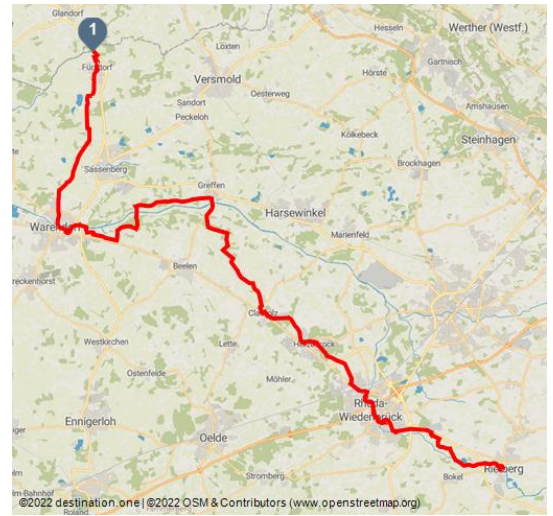 Glandorf
Hesseln
Werther (Westf.)
1
Loxten
Gartnisch
Füchtorf
Versmold
Hörste
Oesterweg
Amshausen
Sandort
Peckeloh
Kölkebeck
Steinhagen
Sassenberg
Brockhagen
Greffen
Harsewinkel
Warendorf
Marienfeld
Beelen
Clarholz
Westkirchen
Lette
Herzebrock
Ostenfelde
Möhler
Rheda-
Wiedenbrück
Ennigerloh
Oelde
Stromberg
Bokel
Rietberg
©2022 destination.one | ©2022 OSM & Contributors (www.openstreetmap.org)